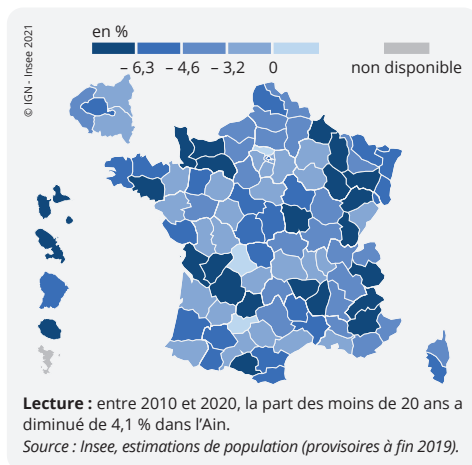 © IGN - Insee 2021
en %
– 6,3 – 4,6 – 3,2 0
non disponible
Lecture : entre 2010 et 2020, la part des moins de 20 ans a
diminué de 4,1 % dans l’Ain.
Source : Insee, estimations de population (provisoires à fin 2019).